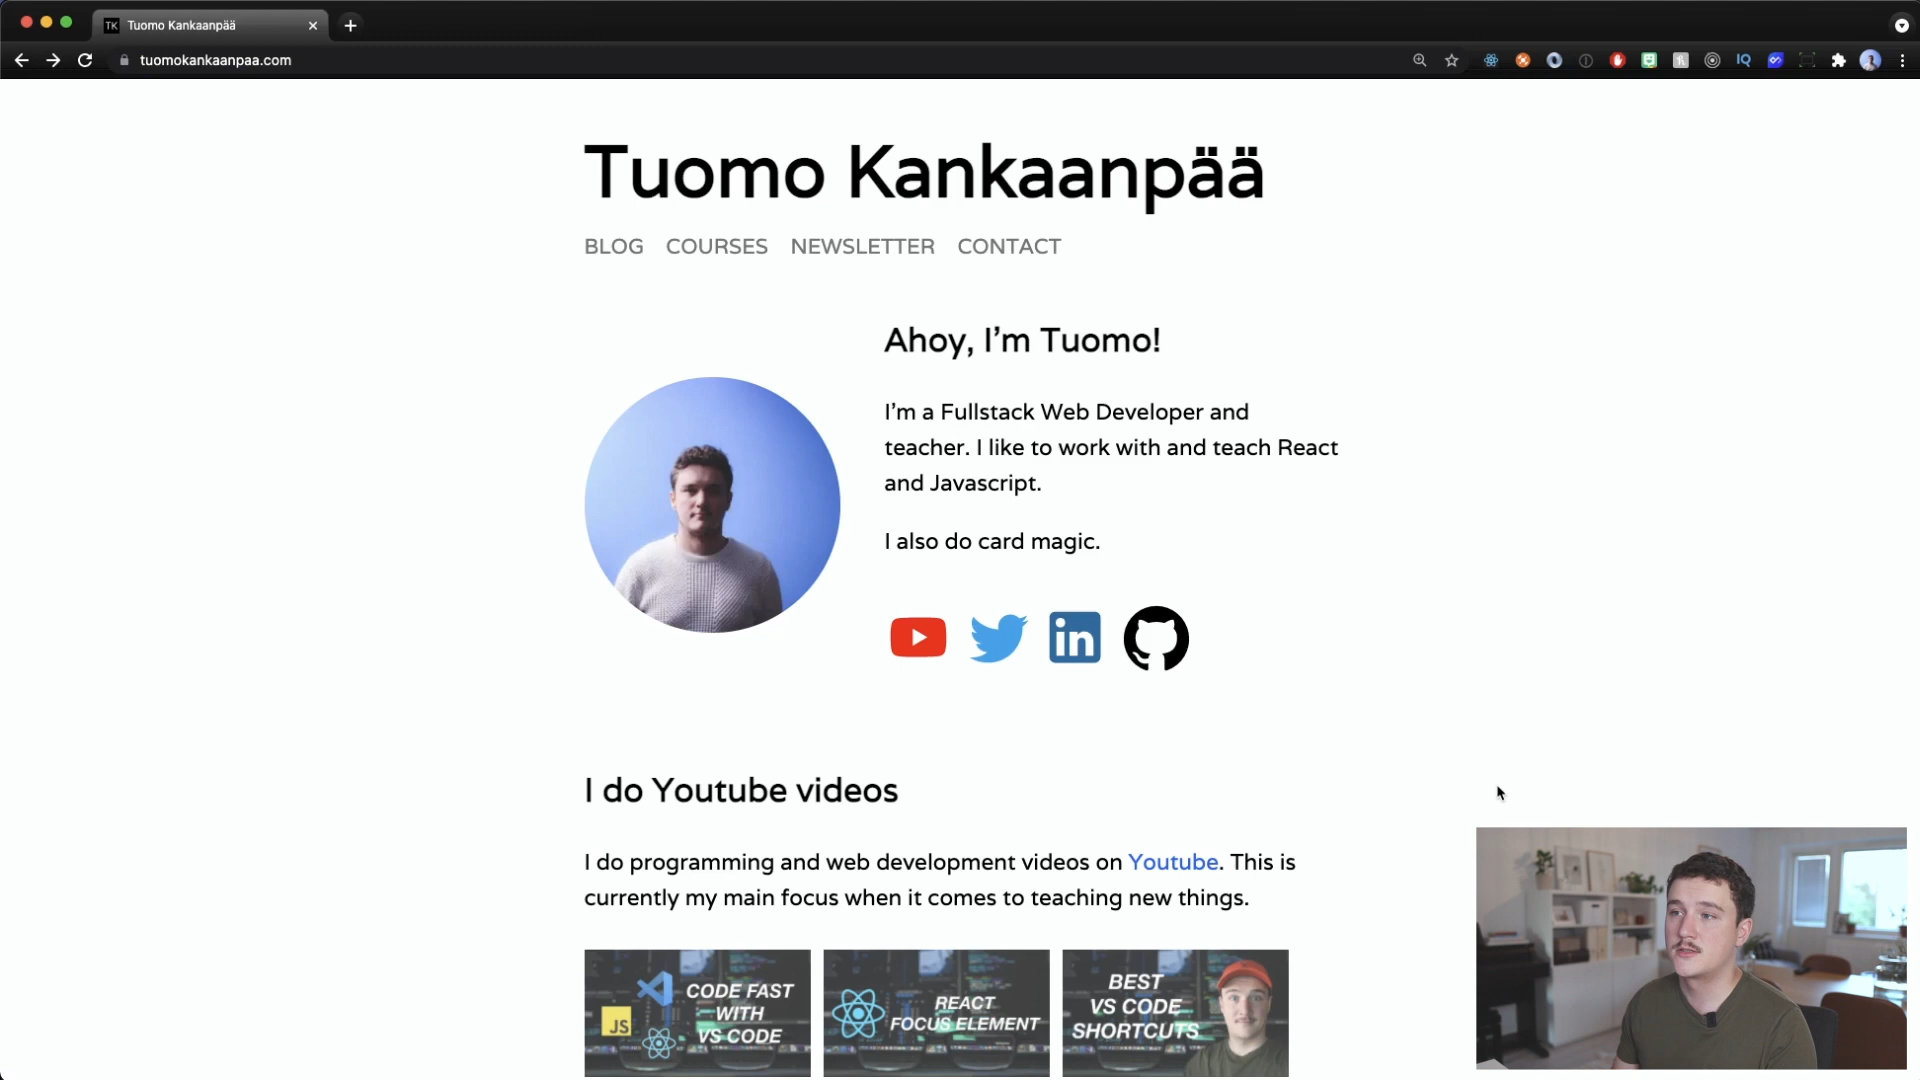 TK Tuomo Kankaanpää
tuomokankaanpaa.com
IQ
Tuomo Kankaanpää
BLOG COURSES NEWSLETTER CONTACT
Ahoy, I’m Tuomo!
I’m a Fullstack Web Developer and
teacher. I like to work with and teach React
and Javascript.
I also do card magic.
in
I do Youtube videos
I do programming and web development videos on Youtube. This is
currently my main focus when it comes to teaching new things.
CODE FAST
WITH
VS CODE
JS
REACT
FOCUS ELEMENT
BEST
VS CODE
SHORTCUTS